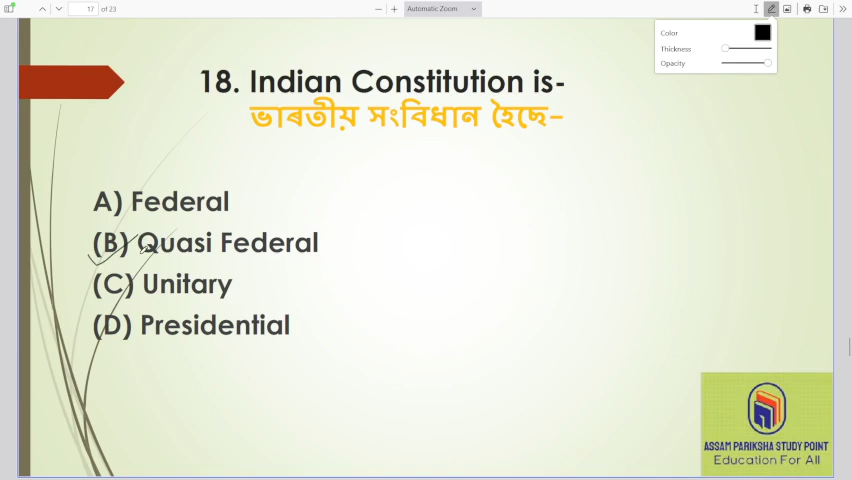 17 of 23
Automatic Zoom
Color
Thickness
Opacity
18. Indian Constitution is-
ভাৰতীয় সংবিধান হৈছে-
A) Federal
(B) Quasi Federal
(C) Unitary
(D) Presidential
ASSAM PARIKSHA STUDY POINT
Education For All